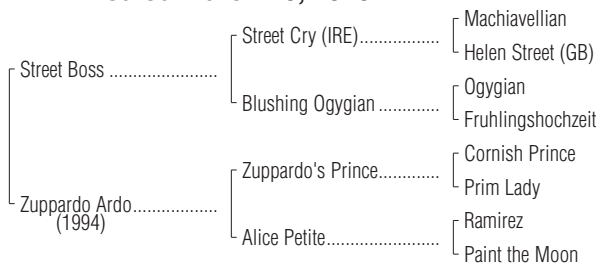 Street Cry (IRE)................... Machiavellian
Helen Street (GB)
Street Boss ..........................
Blushing Ogygian .............. Ogygian
Fruhlingshochzeit
Zuppardo's Prince.............. Cornish Prince
Prim Lady
Zuppardo Ardo....................
(1994)
Alice Petite.......................... Ramirez
Paint the Moon